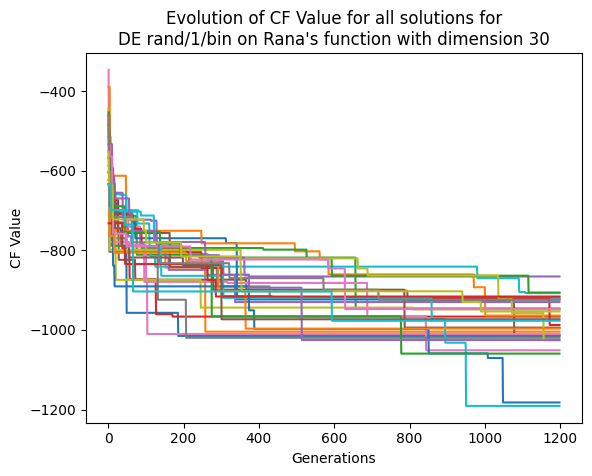 Evolution of CF Value for all solutions for
DE rand/1/bin on Rana's function with dimension 30
CF Value
−400
−600
−800
−1000
−1200
0 200 400 600 800 1000 1200
Generations